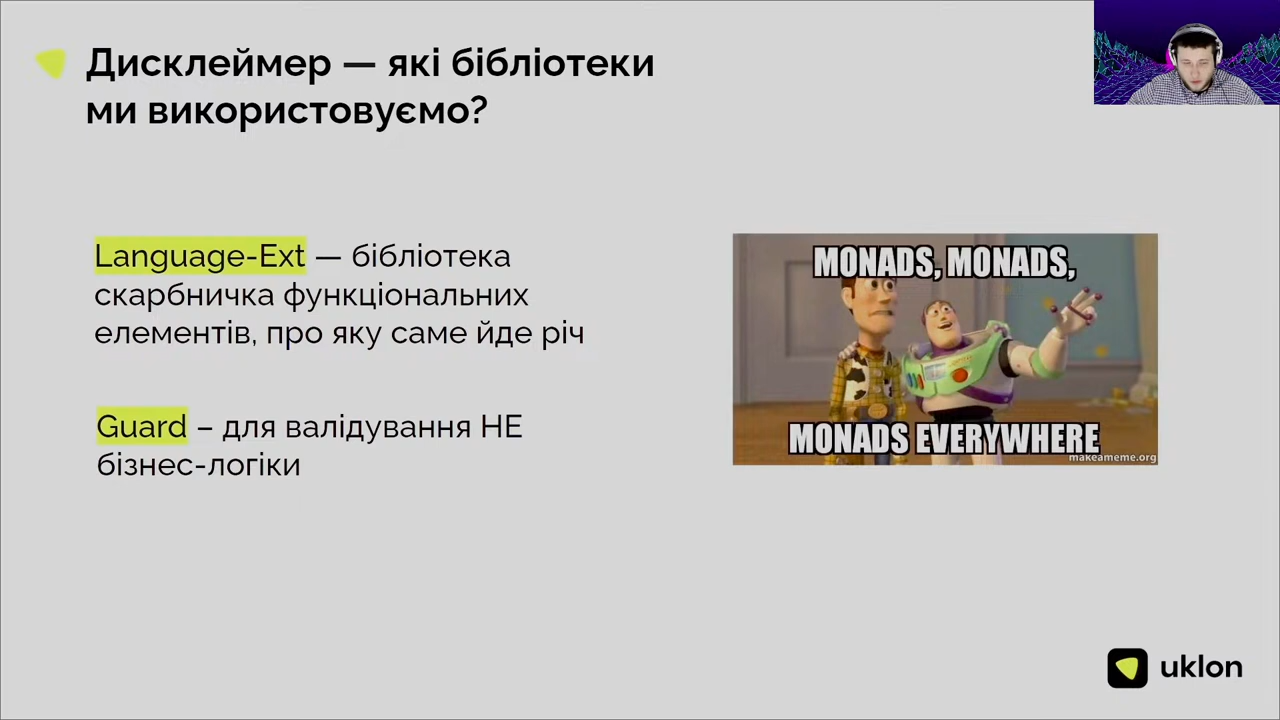 Дисклеймер — які бібліотеки
ми використовуємо?
Language-Ext — бібліотека
скарбничка функціональних
елементів, про яку саме йде річ
Guard – для валідування НЕ
бізнес-логіки
MONADS, MONADS,
MONADS EVERYWHERE
makeameme.org
uklon